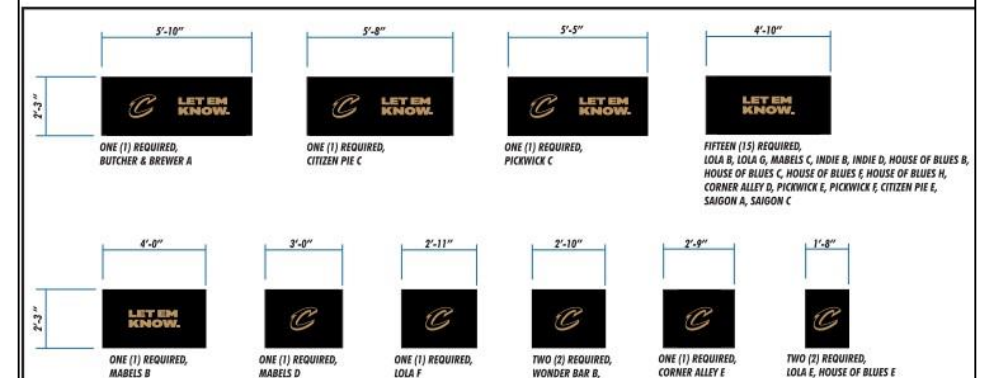 5'-10"
5'-8"
5'-5"
4'-10"
2'-3"
C LET EM
KNOW.
C LET EM
KNOW.
C LET EM
KNOW.
LET EM
KNOW.
ONE (1) REQUIRED,
BUTCHER & BREWER A
ONE (1) REQUIRED,
CITIZEN PIE C
ONE (1) REQUIRED,
PICKWICK C
FIFTEEN (15) REQUIRED,
LOLA B, LOLA G, MABELS C, INDIE B, INDIE D, HOUSE OF BLUES B,
HOUSE OF BLUES C, HOUSE OF BLUES F, HOUSE OF BLUES H,
CORNER ALLEY D, PICKWICK E, PICKWICK F, CITIZEN PIE E,
SAIGON A, SAIGON C
4'-0"
3'-0"
2'-11"
2'-10"
2'-9"
1'-8"
2'-3"
LET EM
KNOW.
C
C
C
C
C
ONE (1) REQUIRED,
MABELS B
ONE (1) REQUIRED,
MABELS D
ONE (1) REQUIRED,
LOLA F
TWO (2) REQUIRED,
WONDER BAR B,
ONE (1) REQUIRED,
CORNER ALLEY E
TWO (2) REQUIRED,
LOLA E, HOUSE OF BLUES E